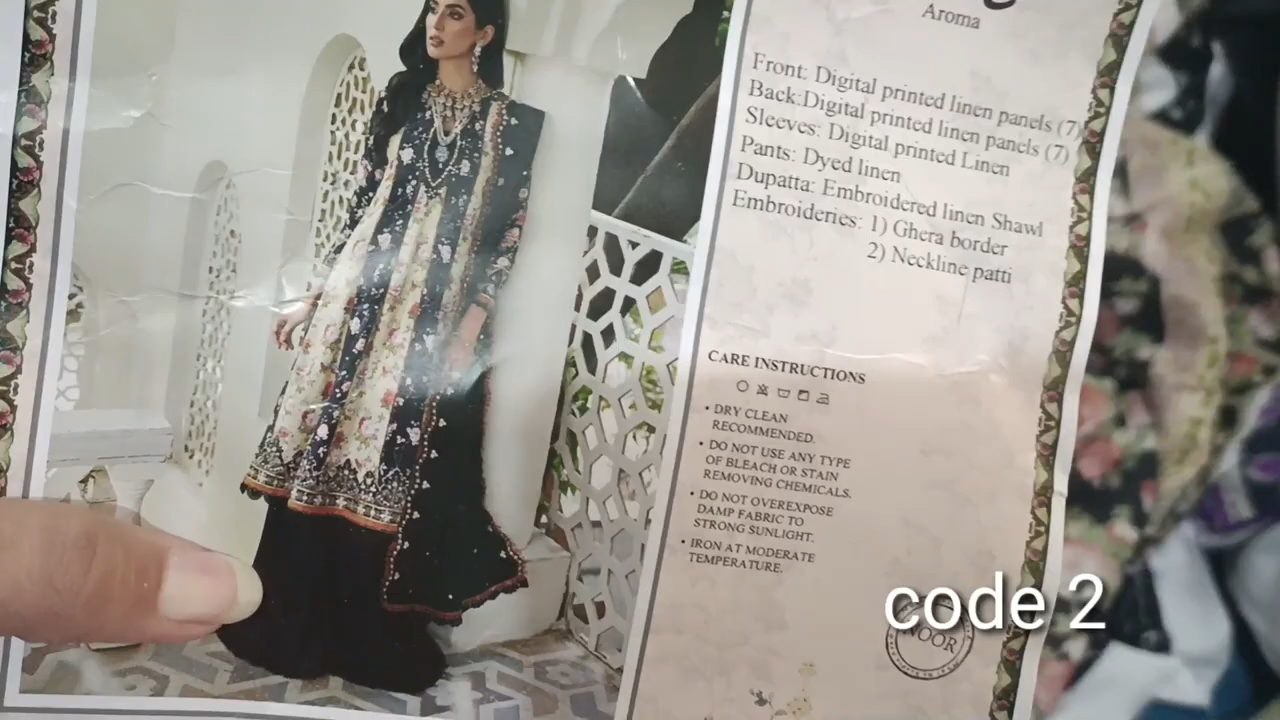 Aroma
Front: Digital printed linen panels (7)
Back:Digital printed linen panels (7)
Sleeves: Digital printed Linen
Pants: Dyed linen
Dupatta: Embroidered linen Shawl
Embroideries: 1) Ghera border
2) Neckline patti
CARE INSTRUCTIONS
• DRY CLEAN
RECOMMENDED.
• DO NOT USE ANY TYPE
OF BLEACH OR STAIN
REMOVING CHEMICALS.
• DO NOT OVEREXPOSE
DAMP FABRIC TO
STRONG SUNLIGHT.
• IRON AT MODERATE
TEMPERATURE.
code 2
NOOR